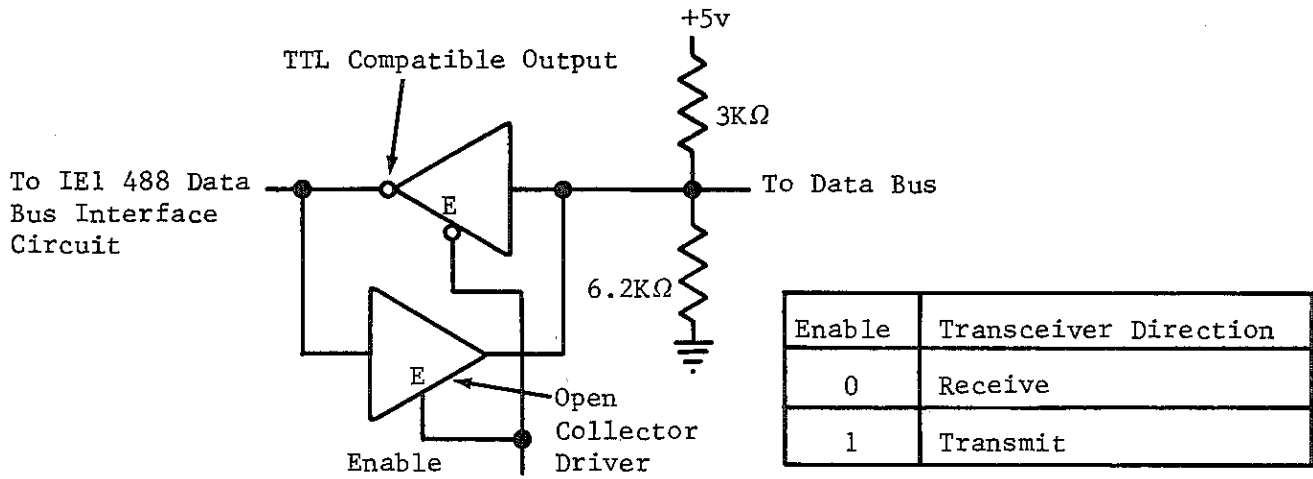 +5v
TTL Compatible Output
3KΩ
To IE1 488 Data
Bus Interface
Circuit
To Data Bus
E
6.2KΩ
E
Open
Collector
Driver
Enable
Enable Transceiver Direction
0 Receive
1 Transmit